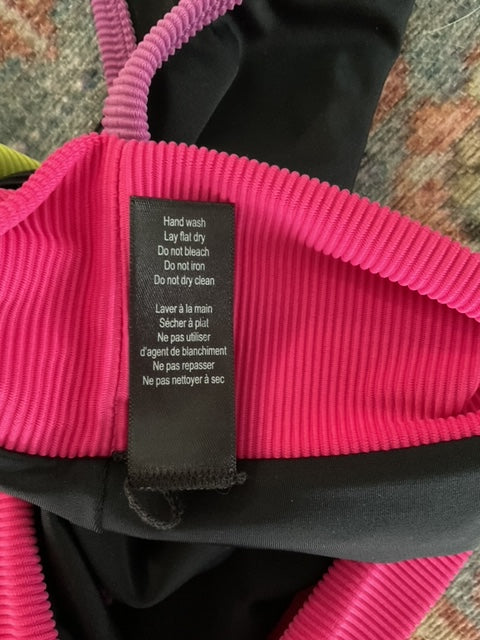 Hand wash
Lay flat dry
Do not bleach
Do not iron
Do not dry clean
Laver à la main
Sécher à plat
Ne pas utiliser
d'agent de blanchiment
Ne pas repasser
Ne pas nettoyer à sec